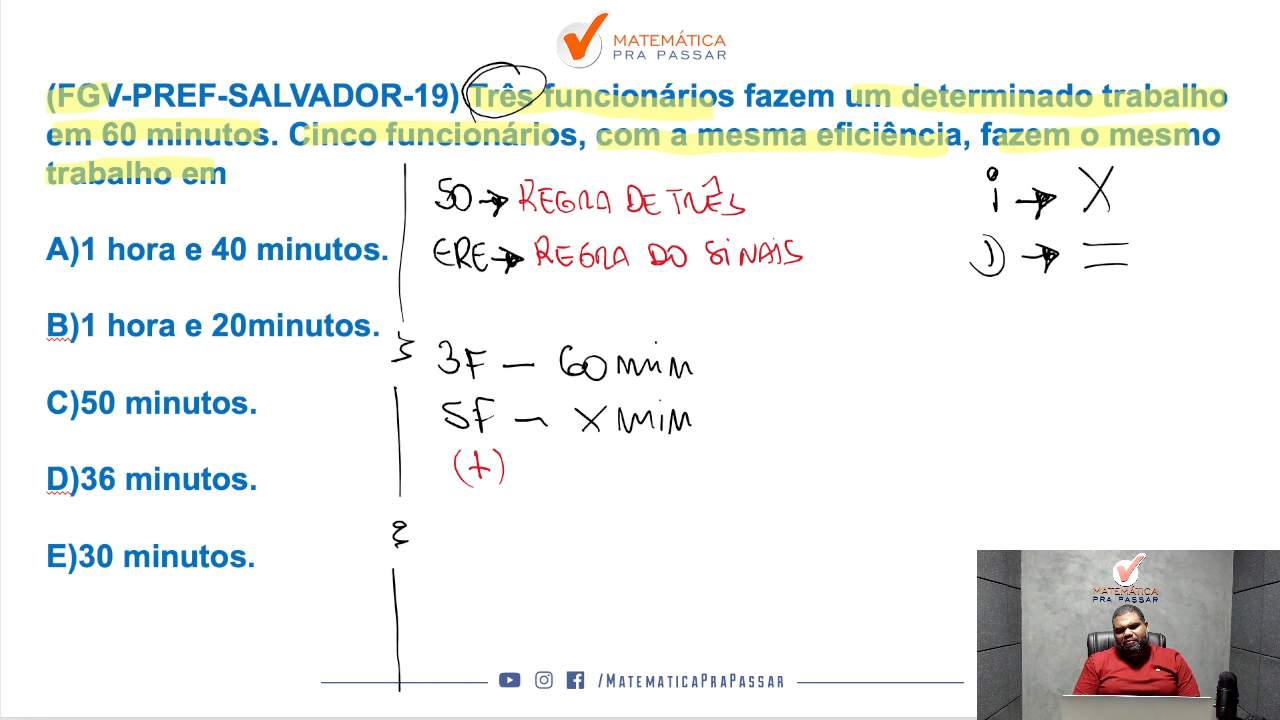 MATEMÁTICA
PRA PASSAR
(FGV-PREF-SALVADOR-19) Três funcionários fazem um determinado trabalho
em 60 minutos. Cinco funcionários, com a mesma eficiência, fazem o mesmo
trabalho em
A)1 hora e 40 minutos.
B)1 hora e 20minutos.
C)50 minutos.
D)36 minutos.
E)30 minutos.
SO → REGRA DE TRÊS
ERE → REGRA DO SINAIS
i → X
D → =
3F — 60 min
5F — X min
(+)
MATEMÁTICA
PRA PASSAR
/MATEMATICAPRAPASSAR